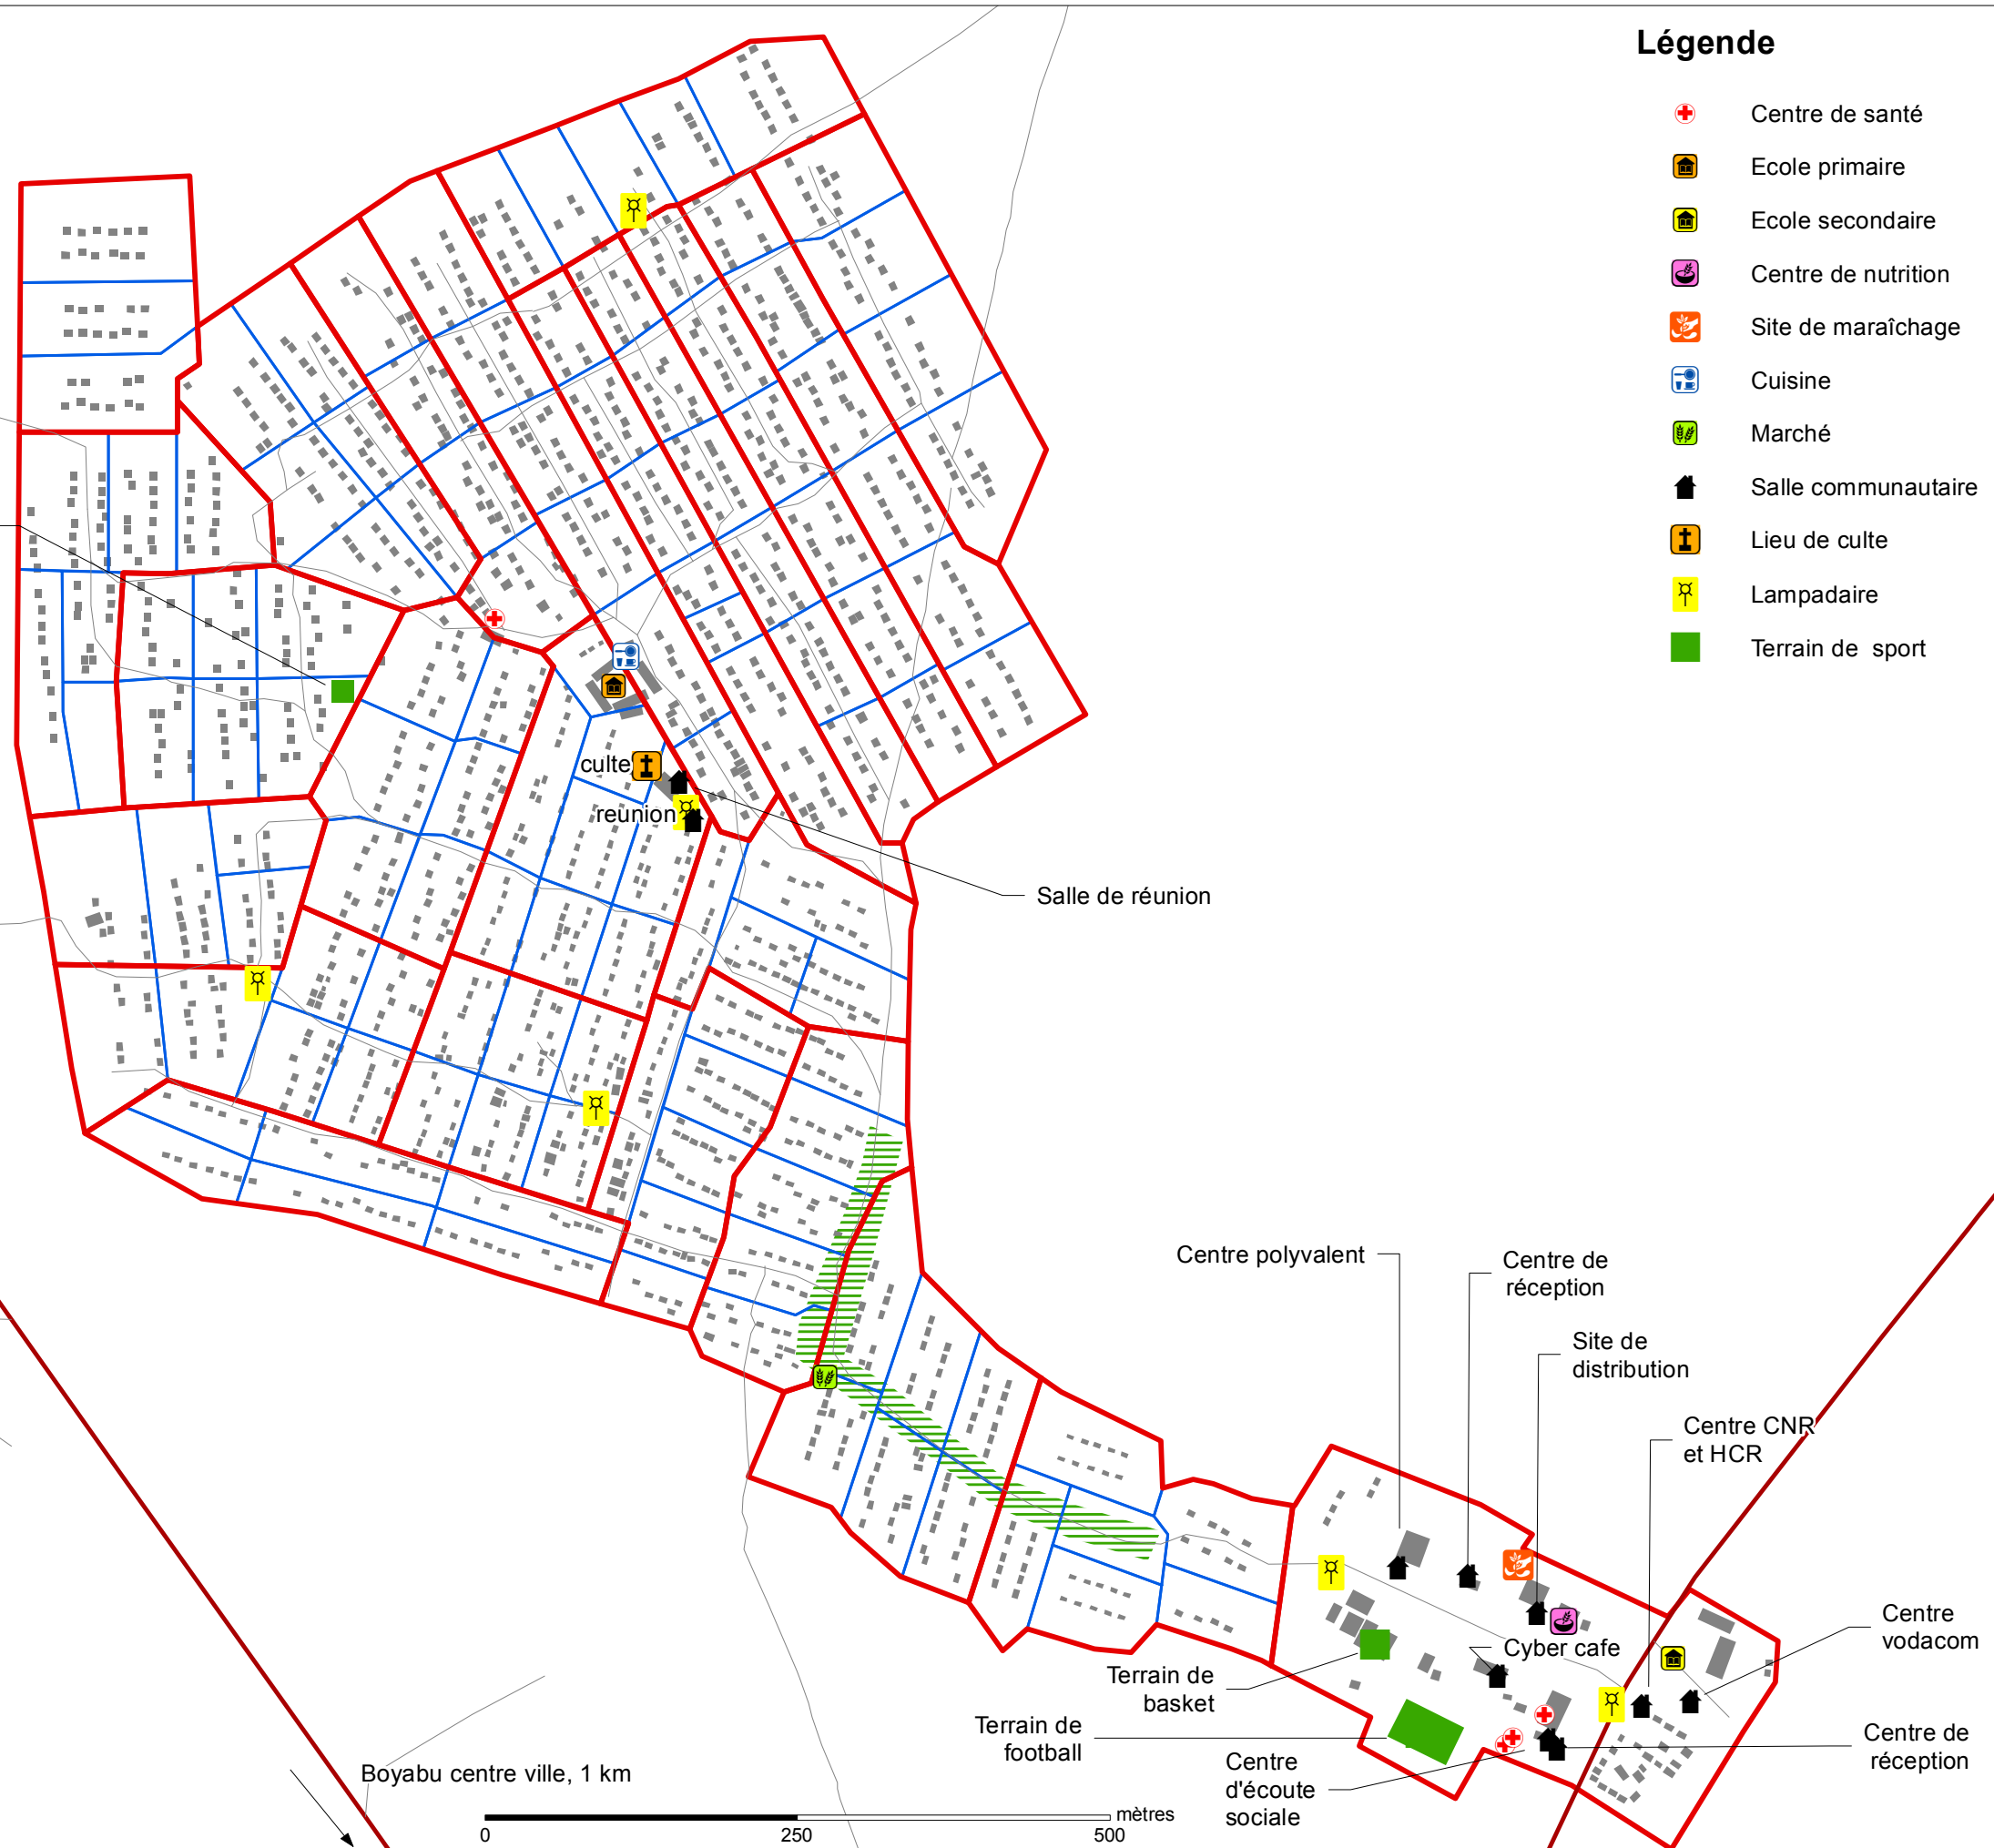 Légende
Centre de santé
Ecole primaire
Ecole secondaire
Centre de nutrition
Site de maraîchage
Cuisine
Marché
Salle communautaire
Lieu de culte
Lampadaire
Terrain de sport
culte
reunion
Salle de réunion
Centre polyvalent
Centre de
réception
Site de
distribution
Centre CNR
et HCR
Centre
vodacom
Cyber cafe
Terrain de
basket
Terrain de
football
Centre
d'écoute
sociale
Centre de
réception
Boyabu centre ville, 1 km
mètres
0 250 500